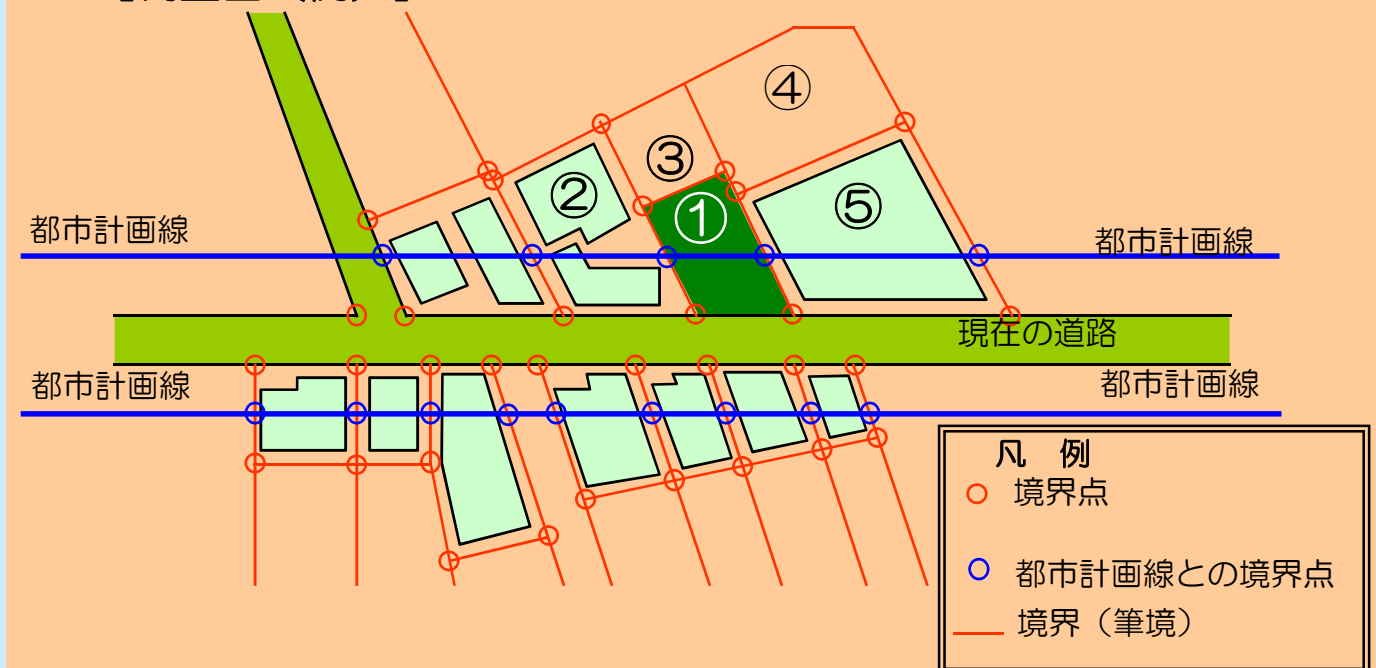 ④
③
②
①
⑤
都市計画線
都市計画線
現在の道路
都市計画線
都市計画線
凡 例
境界点
都市計画線との境界点
境界（筆境）